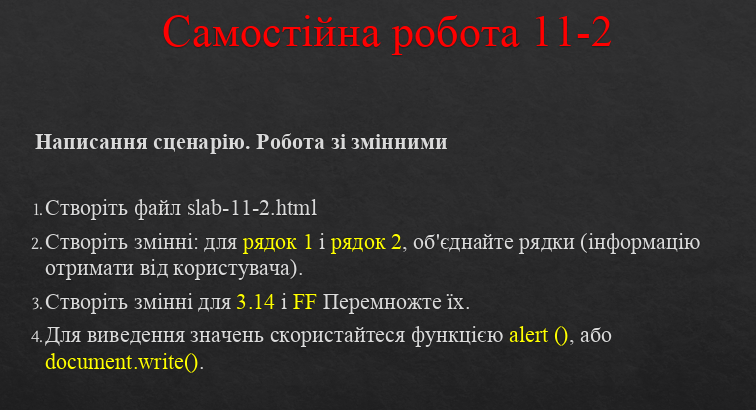 Самостійна робота 11-2
Написання сценарію. Робота зі змінними
1. Створіть файл slab-11-2.html
2. Створіть змінні: для рядок 1 і рядок 2, об'єднайте рядки (інформацію
отримати від користувача).
3. Створіть змінні для 3.14 і FF Перемножте їх.
4. Для виведення значень скористайтеся функцією alert (), або
document.write().